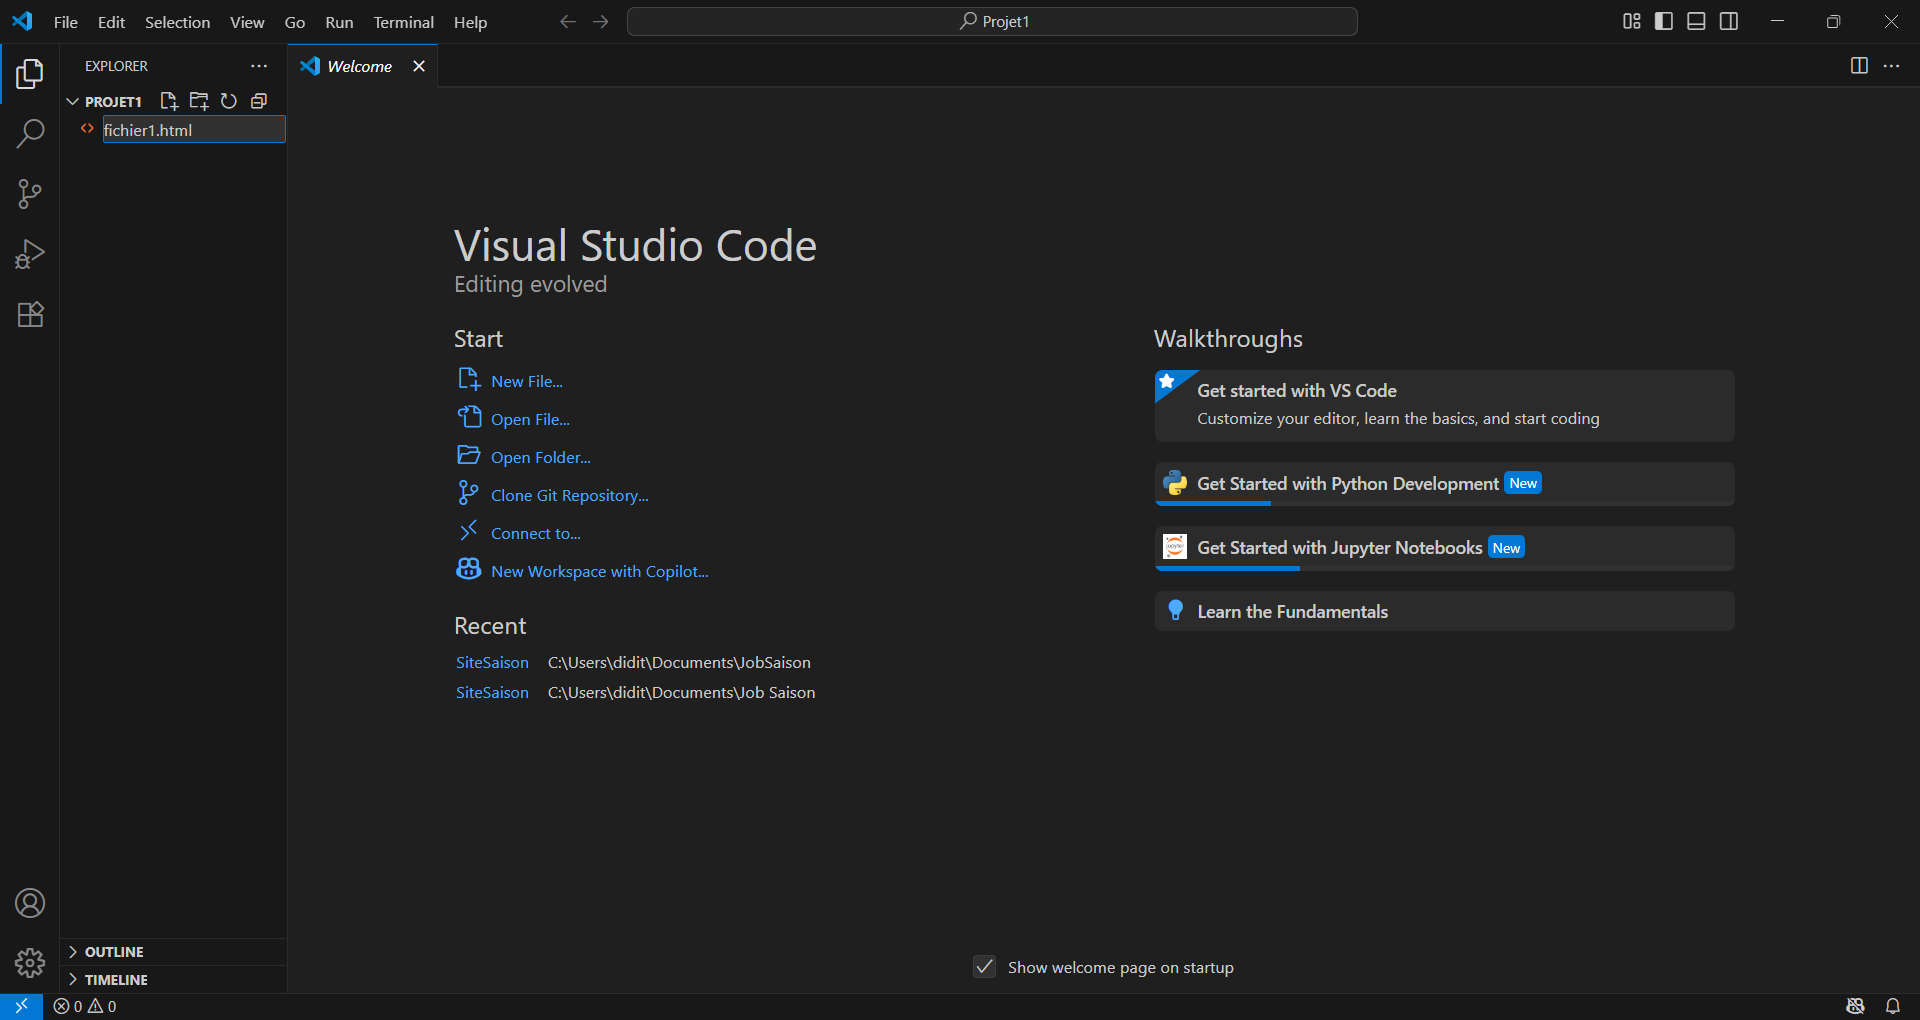 File Edit Selection View Go Run Terminal Help
Projet1
EXPLORER
Welcome
PROJET1
fichier1.html
Visual Studio Code
Editing evolved
Start
New File...
Open File...
Open Folder...
Clone Git Repository...
Connect to...
New Workspace with Copilot...
Recent
SiteSaison C:\Users\didit\Documents\JobSaison
SiteSaison C:\Users\didit\Documents\Job Saison
Walkthroughs
Get started with VS Code
Customize your editor, learn the basics, and start coding
Get Started with Python Development New
Get Started with Jupyter Notebooks New
Learn the Fundamentals
Show welcome page on startup
OUTLINE
TIMELINE
0 0